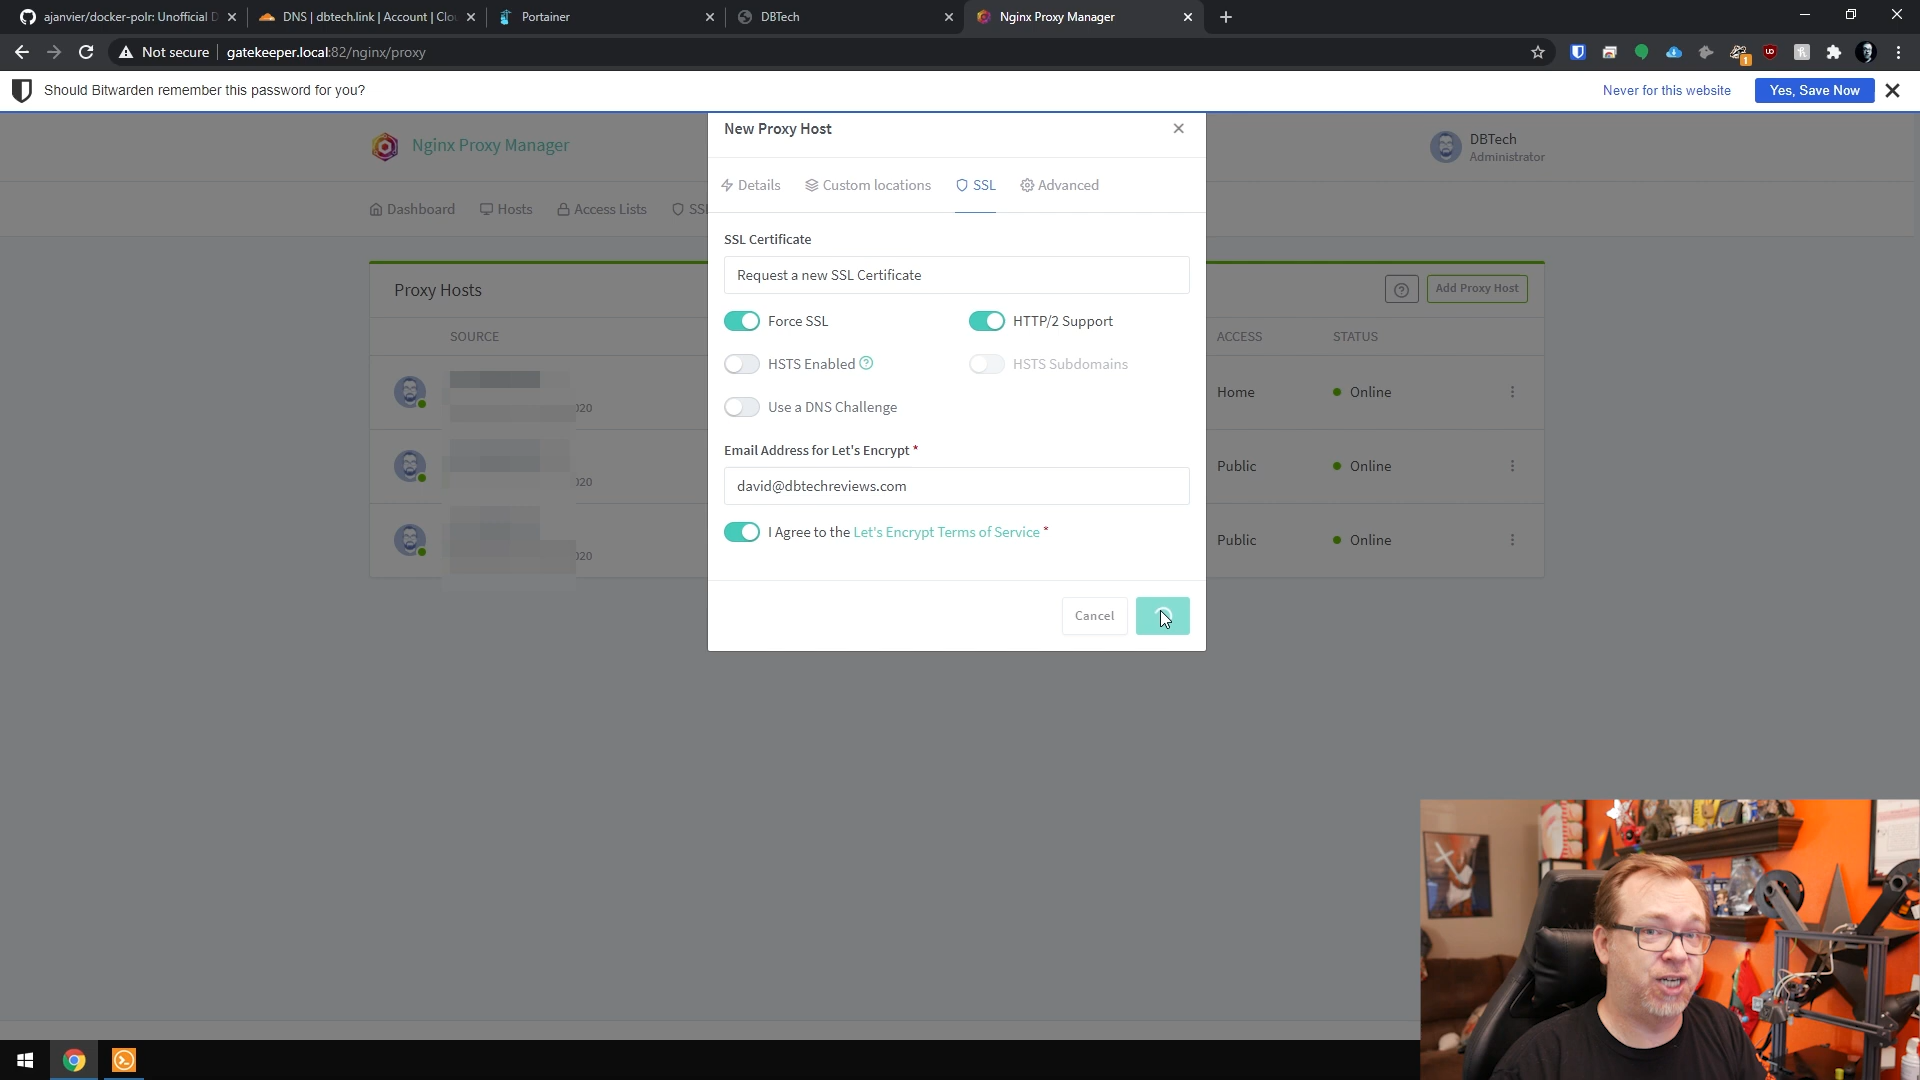 ajanvier/docker-polr: Unofficial D
DNS | dbtech.link | Account | Clo
Portainer
DBTech
Nginx Proxy Manager
Not secure
gatekeeper.local:82/nginx/proxy
1
Should Bitwarden remember this password for you?
Never for this website
Yes, Save Now
Nginx Proxy Manager
DBTech
Administrator
Dashboard
Hosts
Access Lists
SS
New Proxy Host
Details
Custom locations
SSL
Advanced
SSL Certificate
Request a new SSL Certificate
Force SSL
HTTP/2 Support
HSTS Enabled
HSTS Subdomains
Use a DNS Challenge
Email Address for Let's Encrypt *
david@dbtechreviews.com
I Agree to the Let's Encrypt Terms of Service *
Cancel
Proxy Hosts
Add Proxy Host
SOURCE
ACCESS
STATUS
020
Home
Online
020
Public
Online
020
Public
Online